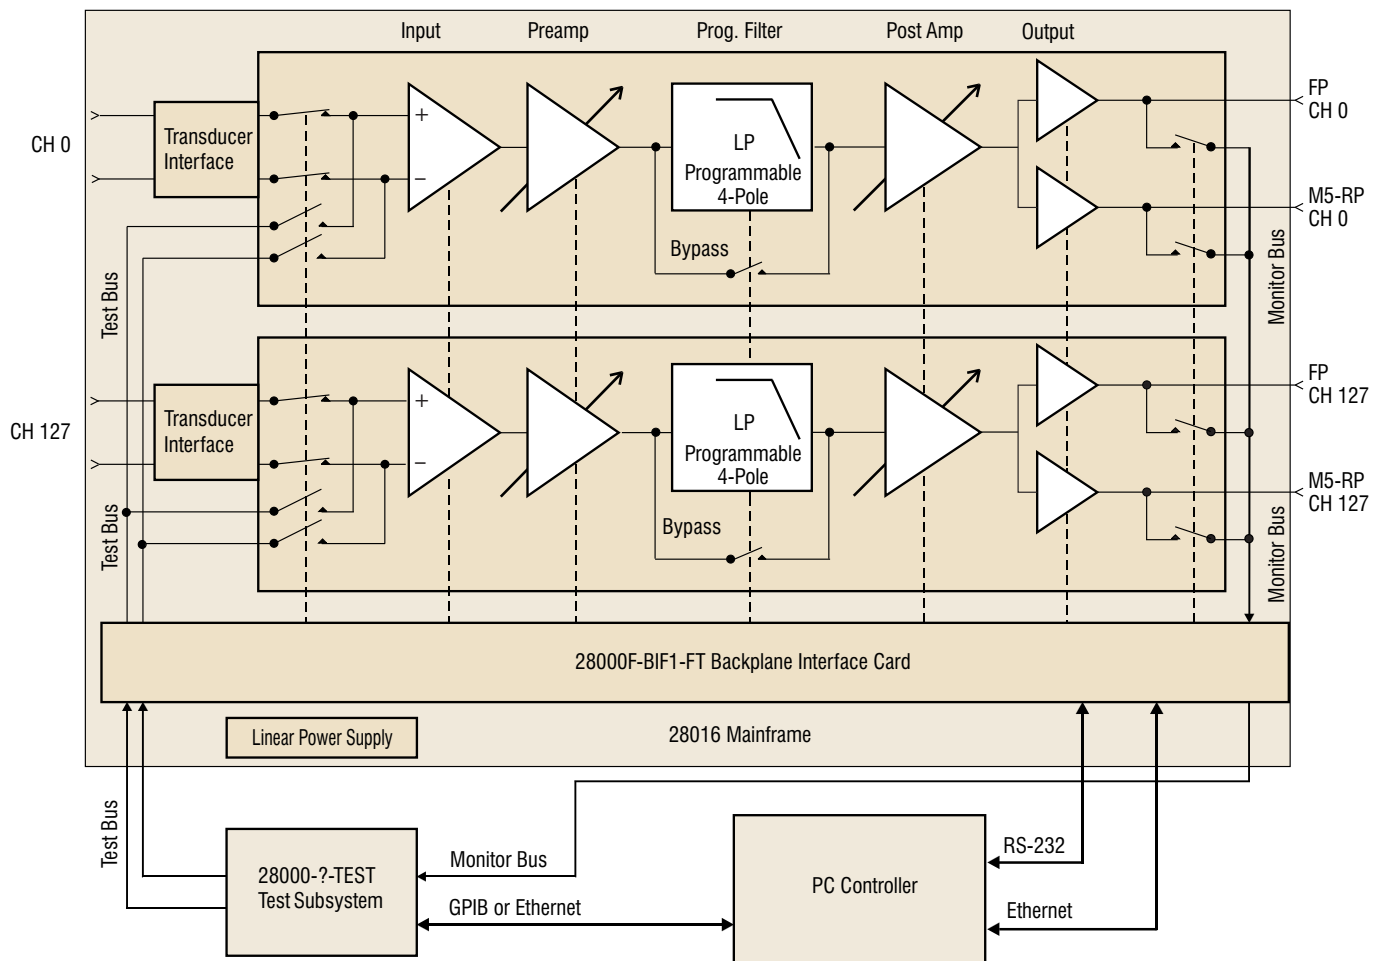 Input Preamp Prog. Filter Post Amp Output
CH 0
Transducer
Interface
+
−
LP
Programmable
4-Pole
Bypass
FP
CH 0
M5-RP
CH 0
Test Bus
Monitor Bus
CH 127
Transducer
Interface
+
−
LP
Programmable
4-Pole
Bypass
FP
CH 127
M5-RP
CH 127
Test Bus
Monitor Bus
28000F-BIF1-FT Backplane Interface Card
Linear Power Supply
28016 Mainframe
Test Bus
28000-?-TEST
Test Subsystem
Monitor Bus
GPIB or Ethernet
PC Controller
RS-232
Ethernet